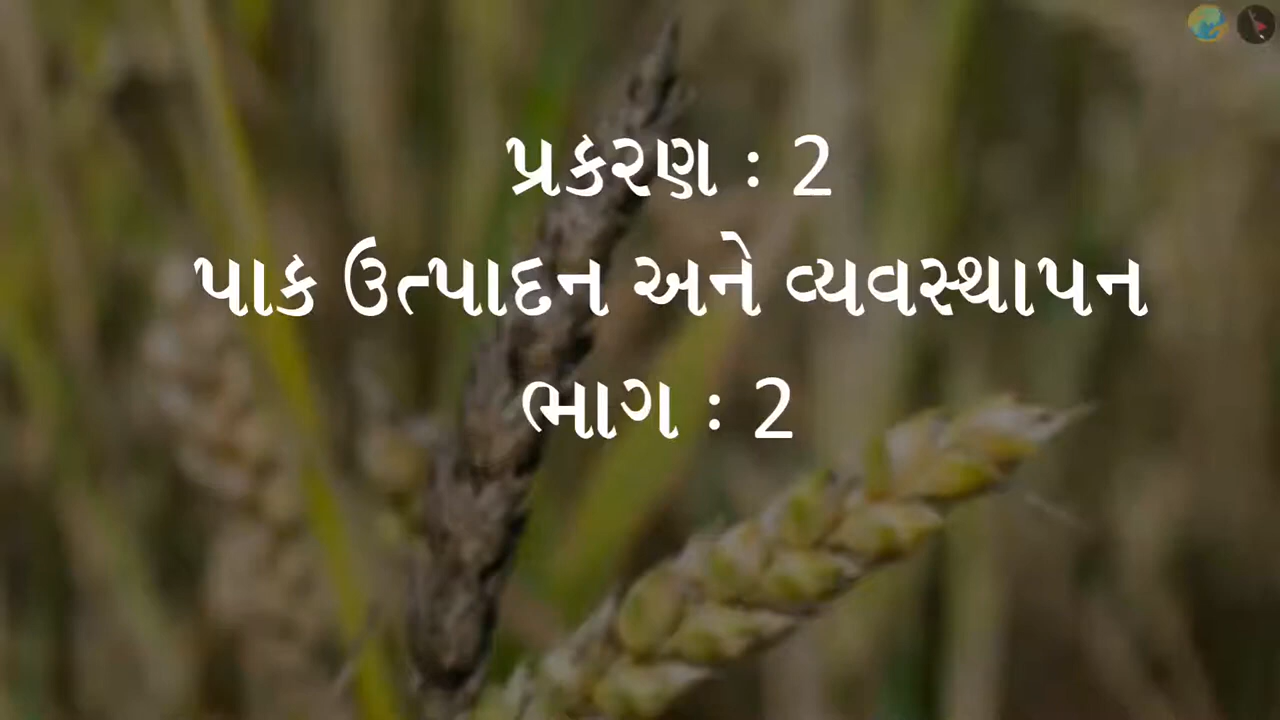 પ્રકરણ : 2
પાક ઉત્પાદન અને વ્યવસ્થાપન
ભાગ : 2